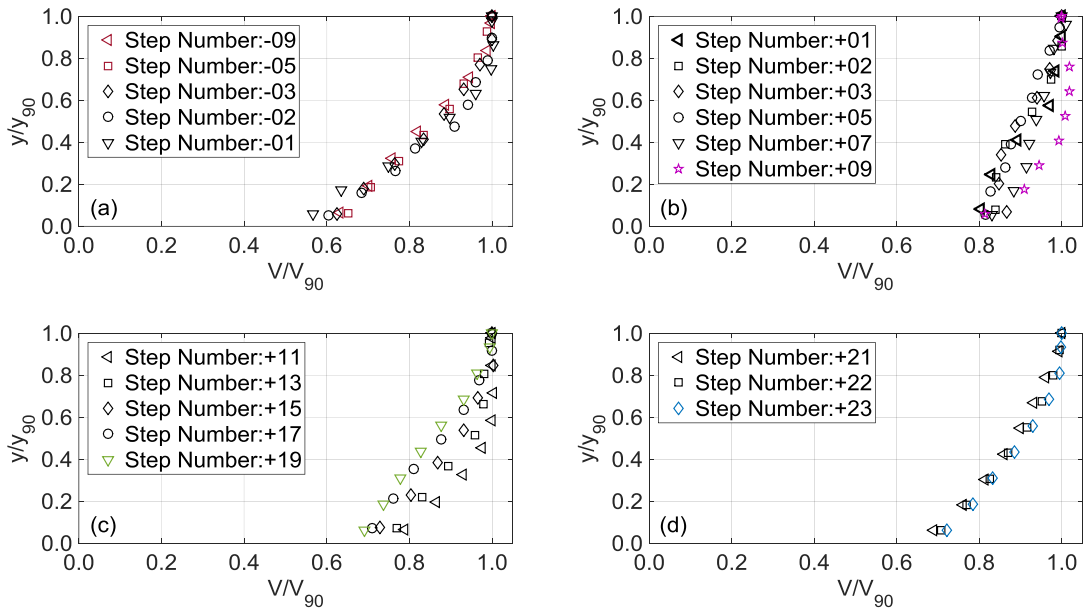 y/y90
1.0
0.8
0.6
0.4
0.2
0.0
Step Number:-09
Step Number:-05
Step Number:-03
Step Number:-02
Step Number:-01
(a)
0.0 0.2 0.4 0.6 0.8 1.0
V/V90
y/y90
1.0
0.8
0.6
0.4
0.2
0.0
Step Number:+01
Step Number:+02
Step Number:+03
Step Number:+05
Step Number:+07
Step Number:+09
(b)
0.0 0.2 0.4 0.6 0.8 1.0
V/V90
y/y90
1.0
0.8
0.6
0.4
0.2
0.0
Step Number:+11
Step Number:+13
Step Number:+15
Step Number:+17
Step Number:+19
(c)
0.0 0.2 0.4 0.6 0.8 1.0
V/V90
y/y90
1.0
0.8
0.6
0.4
0.2
0.0
Step Number:+21
Step Number:+22
Step Number:+23
(d)
0.0 0.2 0.4 0.6 0.8 1.0
V/V90